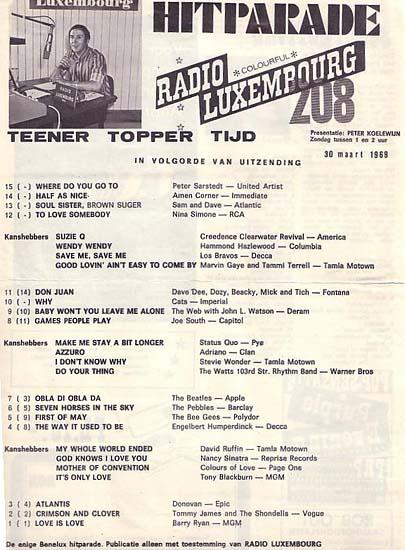 Luxembourg
HITPARADE
RADIO
LUXEMBOURG
*COLOURFUL*
RADIO
LUXEMBOURG
208
TEENER TOPPER TIJD
Presentatie: PETER KOELEWIJN
Zondag tussen 1 en 2 uur
30 maart 1969
IN VOLGORDE VAN UITZENDING
15 ( - ) WHERE DO YOU GO TO Peter Sarstedt — United Artist
14 ( - ) HALF AS NICE- Amen Corner — Immediate
13 ( - ) SOUL SISTER, BROWN SUGER Sam and Dave — Atlantic
12 ( - ) TO LOVE SOMEBODY Nina Simone — RCA
Kanshebbers SUZIE Q Creedence Clearwater Revival — America
WENDY WENDY Hammond Hazlewood — Columbia
SAVE ME, SAVE ME Los Bravos — Decca
GOOD LOVIN' AIN'T EASY TO COME BY Marvin Gaye and Tammi Terrell — Tamla Motown
11 (14) DON JUAN Dave 'Dee, Dozy, Beacky, Mick and Tich — Fontana
10 ( - ) WHY Cats — Imperial
9 (10) BABY WON'T YOU LEAVE ME ALONE The Web with John L. Watson — Deram
8 (11) GAMES PEOPLE PLAY Joe South — Capitol
Kanshebbers MAKE ME STAY A BIT LONGER Status Quo — Pye
AZZURO Adriano — Clan
I DON'T KNOW WHY Stevie Wonder — Tamla Motown
DO YOUR THING The Watts 103rd Str. Rhythm Band — Warner Bros
7 ( 3) OBLA DI OBLA DA The Beatles — Apple
6 ( 5) SEVEN HORSES IN THE SKY The Pebbles — Barclay
5 ( 9) FIRST OF MAY The Bee Gees — Polydor
4 ( 8) THE WAY IT USED TO BE Engelbert Humperdinck — Decca
Kanshebbers MY WHOLE WORLD ENDED David Ruffin — Tamla Motown
GOD KNOWS I LOVE YOU Nancy Sinatra — Reprise Records
MOTHER OF CONVENTION Colours of Love — Page One
IT'S ONLY LOVE Tony Blackburn — MGM
3 ( 4) ATLANTIS Donovan — Epic
2 ( 2) CRIMSON AND CLOVER Tommy James and The Shondells — Vogue
1 ( 1) LOVE IS LOVE Barry Ryan — MGM
De enige Benelux hitparade. Publicatie alleen met toestemming van RADIO LUXEMBOURG